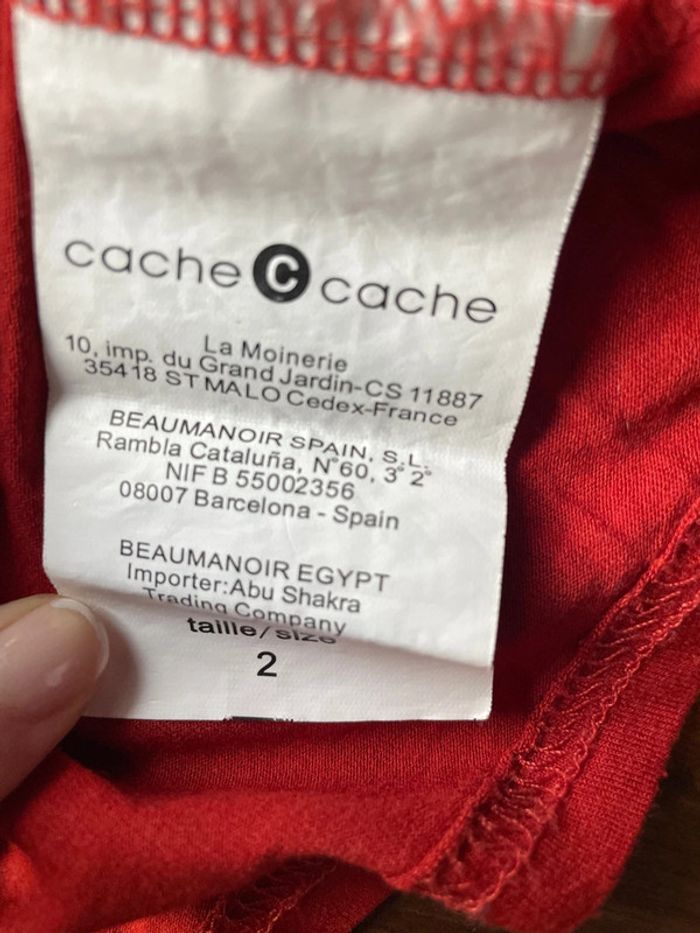 cache C cache
La Moinerie
10, imp. du Grand Jardin-CS 11887
35418 ST MALO Cedex-France
BEAUMANOIR SPAIN, S.L.
Rambla Cataluña, N°60, 3° 2°
NIF B 55002356
08007 Barcelona - Spain
BEAUMANOIR EGYPT
Importer:Abu Shakra
Trading Company
taille/size
2